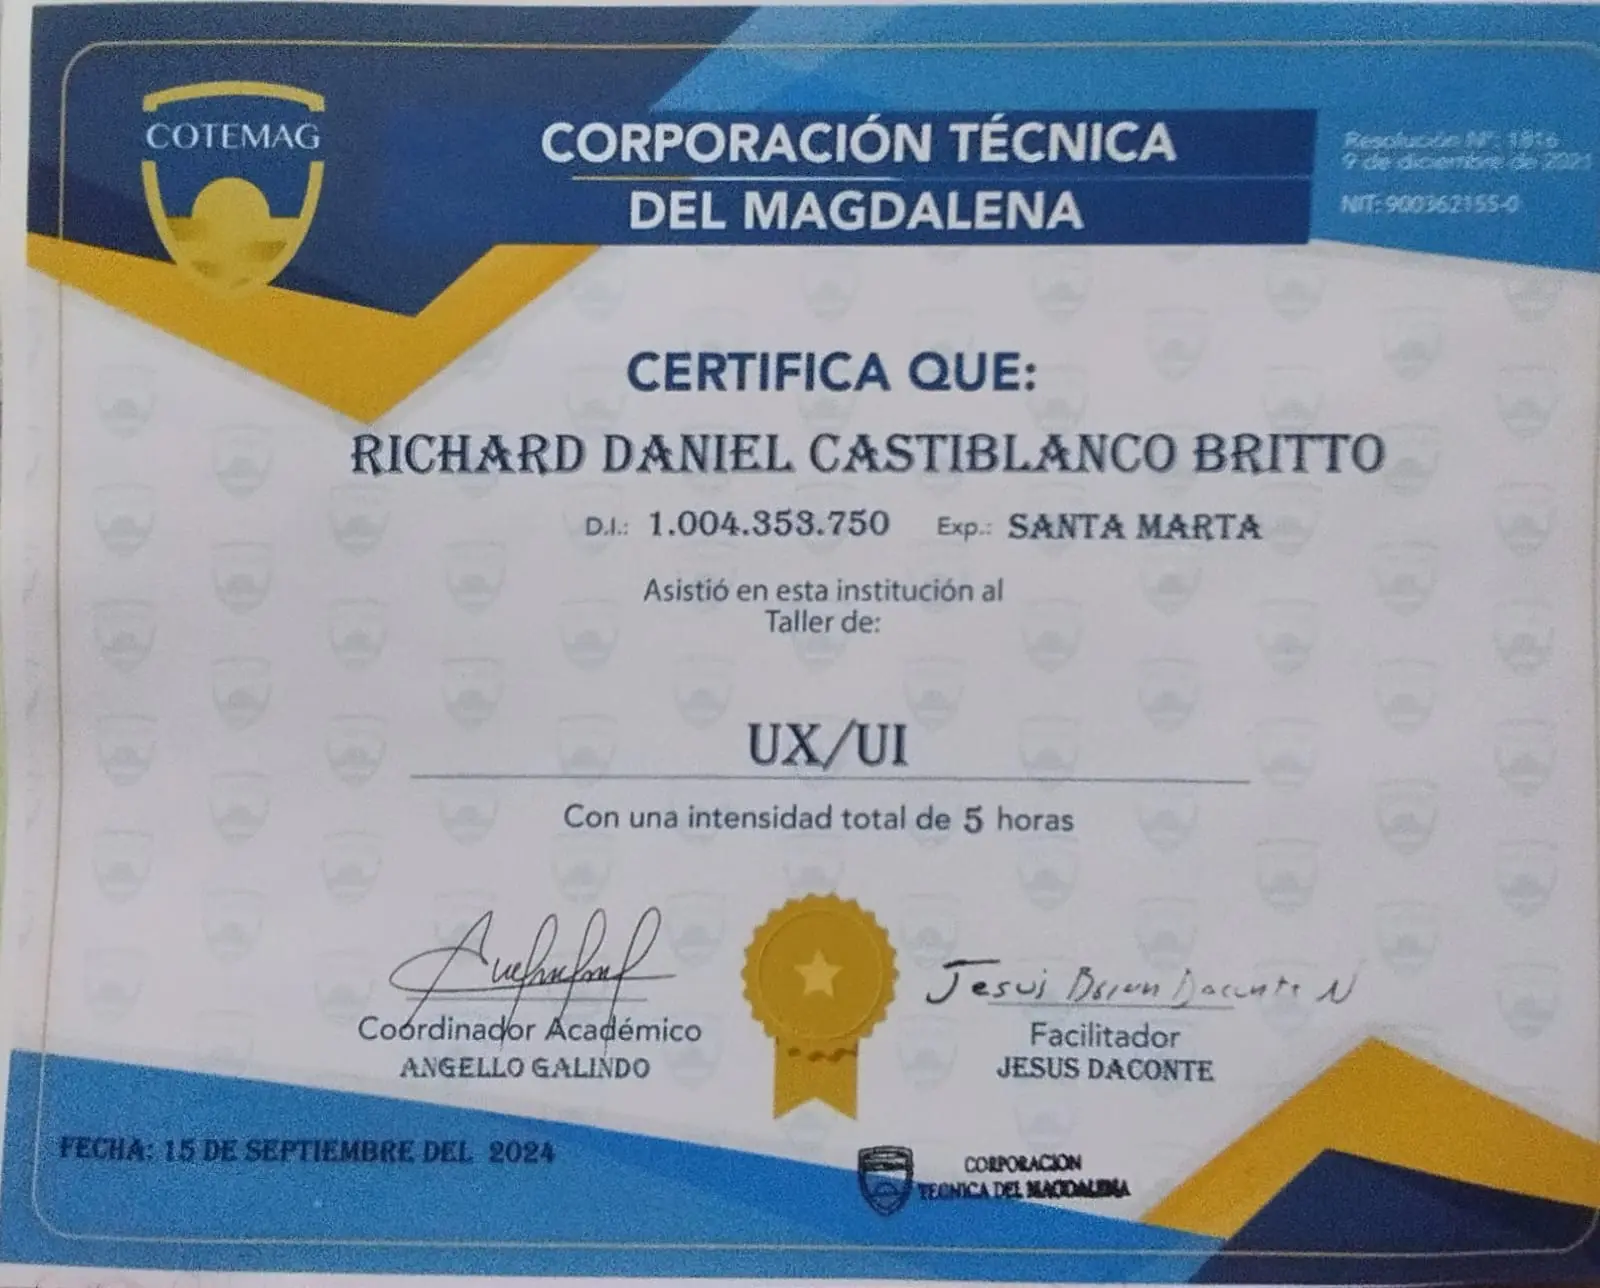 COTEMAG
CORPORACIÓN TÉCNICA
DEL MAGDALENA
Resolución N°: 1816
9 de diciembre de 2021
NIT: 900362155-0
CERTIFICA QUE:
RICHARD DANIEL CASTIBLANCO BRITTO
D.I.: 1.004.353.750 Exp.: SANTA MARTA
Asistió en esta institución al
Taller de:
UX/UI
Con una intensidad total de 5 horas
Jesus Daconte N
Coordinador Académico
ANGELLO GALINDO
Facilitador
JESUS DACONTE
FECHA: 15 DE SEPTIEMBRE DEL 2024
CORPORACION
TECNICA DEL MAGDALENA